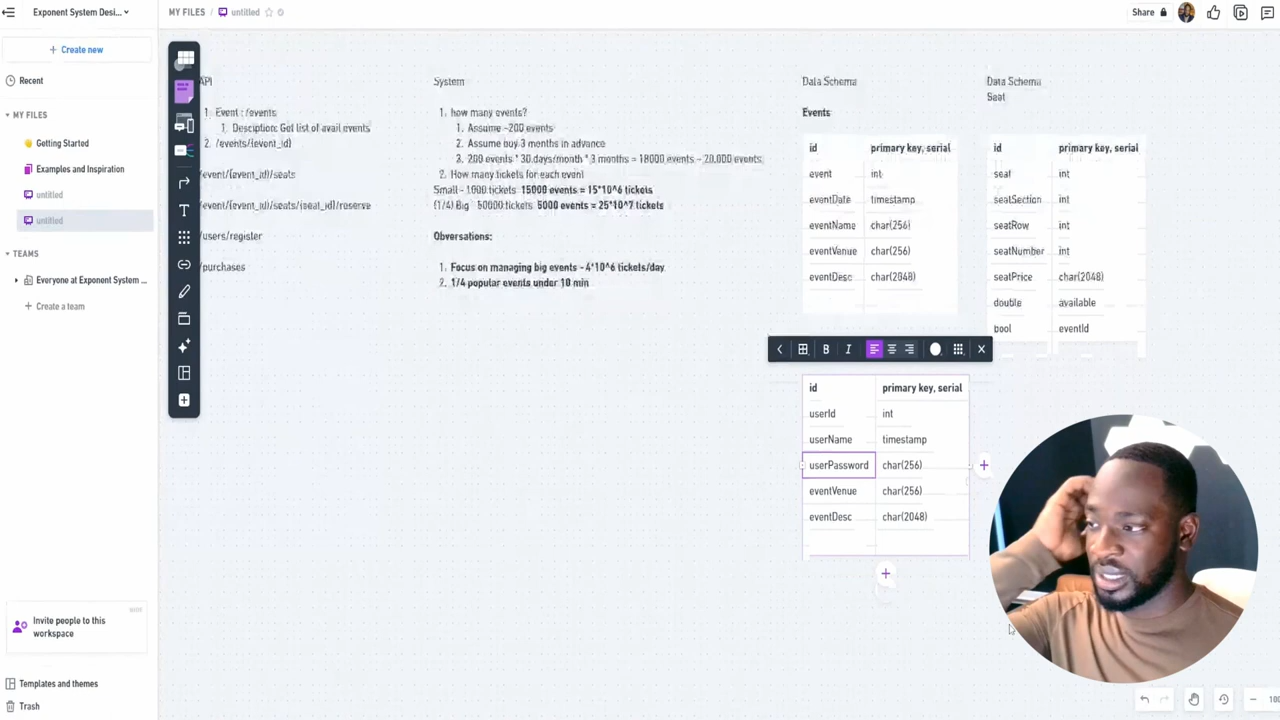 Exponent System Desi...
MY FILES / untitled
Share
+ Create new
Recent
MY FILES
Getting Started
Examples and Inspiration
untitled
untitled
TEAMS
Everyone at Exponent System ...
+ Create a team
Invite people to this
workspace
Templates and themes
Trash
API
1. Event : /events
1. Description: Get list of avail events
2. /events/{event_id}
/event/{event_id}/seats
/event/{event_id}/seats/{seat_id}/reserve
/users/register
/purchases
System
1. how many events?
1. Assume ~200 events
2. Assume buy 3 months in advance
3. 200 events * 30 days/month * 3 months = 18000 events ~ 20,000 events
2. How many tickets for each event
Small - 1000 tickets 15000 events = 15*10^6 tickets
(1/4) Big 50000 tickets 5000 events = 25*10^7 tickets
Obversations:
1. Focus on managing big events - 4*10^6 tickets/day
2. 1/4 popular events under 10 min
Data Schema
Events
id primary key, serial
event int
eventDate timestamp
eventName char(256)
eventVenue char(256)
eventDesc char(2048)
Data Schema
Seat
id primary key, serial
seat int
seatSection int
seatRow int
seatNumber int
seatPrice char(2048)
double available
bool eventId
B I
id primary key, serial
userId int
userName timestamp
userPassword char(256)
eventVenue char(256)
eventDesc char(2048)